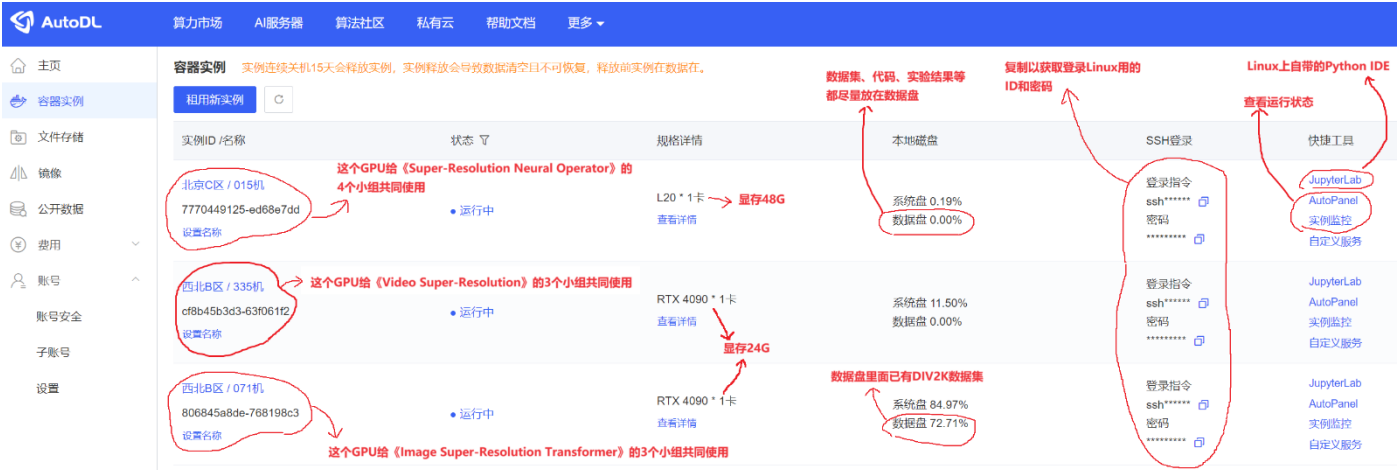 AutoDL
算力市场 AI服务器 算法社区 私有云 帮助文档 更多
主页
容器实例
文件存储
镜像
公开数据
费用
账号
账号安全
子账号
设置
容器实例 实例连续关机15天会释放实例，实例释放会导致数据清空且不可恢复，释放前实例在数据在。
租用新实例
数据集、代码、实验结果等
都尽量放在数据盘
复制以获取登录Linux用的
ID和密码
Linux上自带的Python IDE
查看运行状态
实例ID /名称 状态 规格详情 本地磁盘 SSH登录 快捷工具
这个GPU给《Super-Resolution Neural Operator》的
4个小组共同使用
北京C区 / 015机
7770449125-ed68e7dd
设置名称
运行中
L20 * 1卡
显存48G
查看详情
系统盘 0.19%
数据盘 0.00%
登录指令
ssh******
密码
*********
JupyterLab
AutoPanel
实例监控
自定义服务
西北B区 / 335机
cf8b45b3d3-63f061f2
设置名称
这个GPU给《Video Super-Resolution》的3个小组共同使用
运行中
RTX 4090 * 1卡
查看详情
显存24G
系统盘 11.50%
数据盘 0.00%
登录指令
ssh******
密码
*********
JupyterLab
AutoPanel
实例监控
自定义服务
数据盘里面已有DIV2K数据集
西北B区 / 071机
806845a8de-768198c3
设置名称
运行中
RTX 4090 * 1卡
查看详情
系统盘 84.97%
数据盘 72.71%
登录指令
ssh******
密码
*********
JupyterLab
AutoPanel
实例监控
自定义服务
这个GPU给《Image Super-Resolution Transformer》的3个小组共同使用